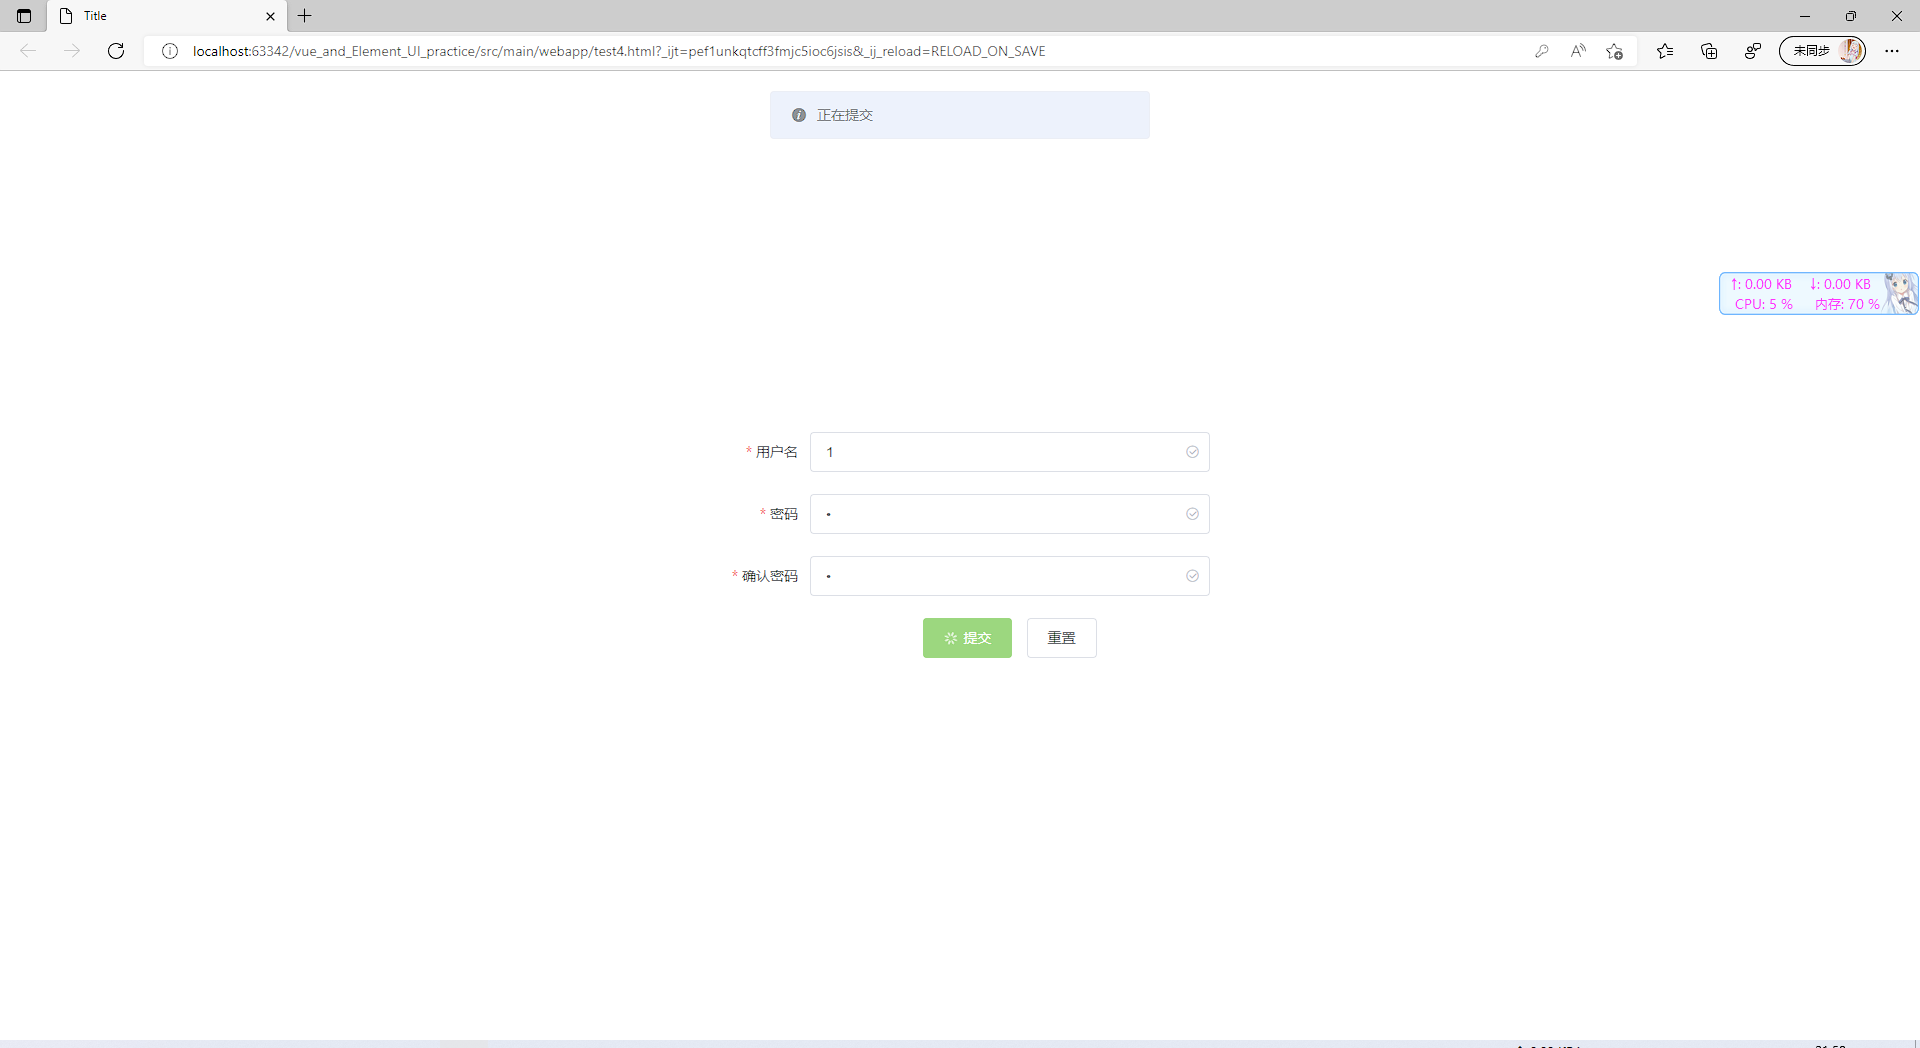 Title
localhost:63342/vue_and_Element_UI_practice/src/main/webapp/test4.html?_ijt=pef1unkqtcff3fmjc5ioc6jsis&_ij_reload=RELOAD_ON_SAVE
未同步
正在提交
↑: 0.00 KB ↓: 0.00 KB
CPU: 5 % 内存: 70 %
* 用户名 1
* 密码 •
* 确认密码 •
提交 重置